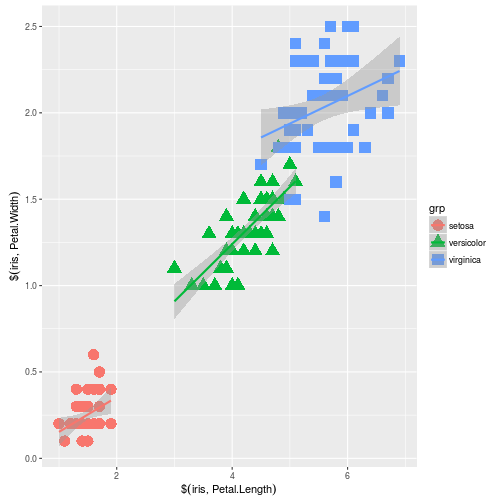 2.5
2.0
1.5
1.0
0.5
0.0
$(iris, Petal.Width)
2
4
6
$(iris, Petal.Length)
grp
setosa
versicolor
virginica